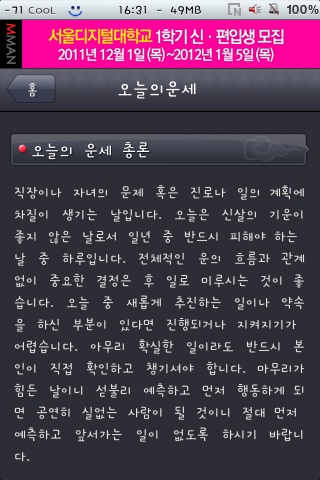 -71 CooL 16:31 - 49MB N 100%
MMAN
서울디지털대학교 1학기 신·편입생 모집
2011년 12월 1일(목)~2012년 1월 5일(목)
홈
오늘의운세
오늘의 운세 총론
직장이나 자녀의 문제 혹은 진로나 일의 계획에
차질이 생기는 날입니다. 오늘은 신살의 기운이
좋지 않은 날로서 일년 중 반드시 피해야 하는
날 중 하루입니다. 전체적인 운의 흐름과 관계
없이 중요한 결정은 후 일로 미루시는 것이 좋
습니다. 오늘 중 새롭게 추진하는 일이나 약속
을 하신 부분이 있다면 진행되거나 지켜지기가
어렵습니다. 아무리 확실한 일이라도 반드시 본
인이 직접 확인하고 챙기셔야 합니다. 마무리가
힘든 날이니 섣불리 예측하고 먼저 행동하게 되
면 공연히 실없는 사람이 될 것이니 절대 먼저
예측하고 앞서가는 일이 없도록 하시기 바랍니
다.